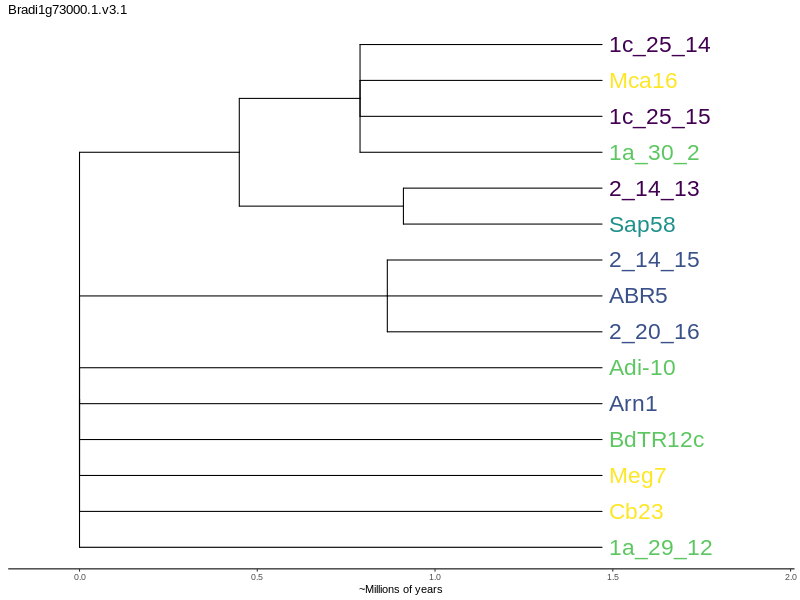 Bradi1g73000.1.v3.1
1c_25_14
Mca16
1c_25_15
1a_30_2
2_14_13
Sap58
2_14_15
ABR5
2_20_16
Adi-10
Arn1
BdTR12c
Meg7
Cb23
1a_29_12
0.0 0.5 1.0 1.5 2.0
~Millions of years